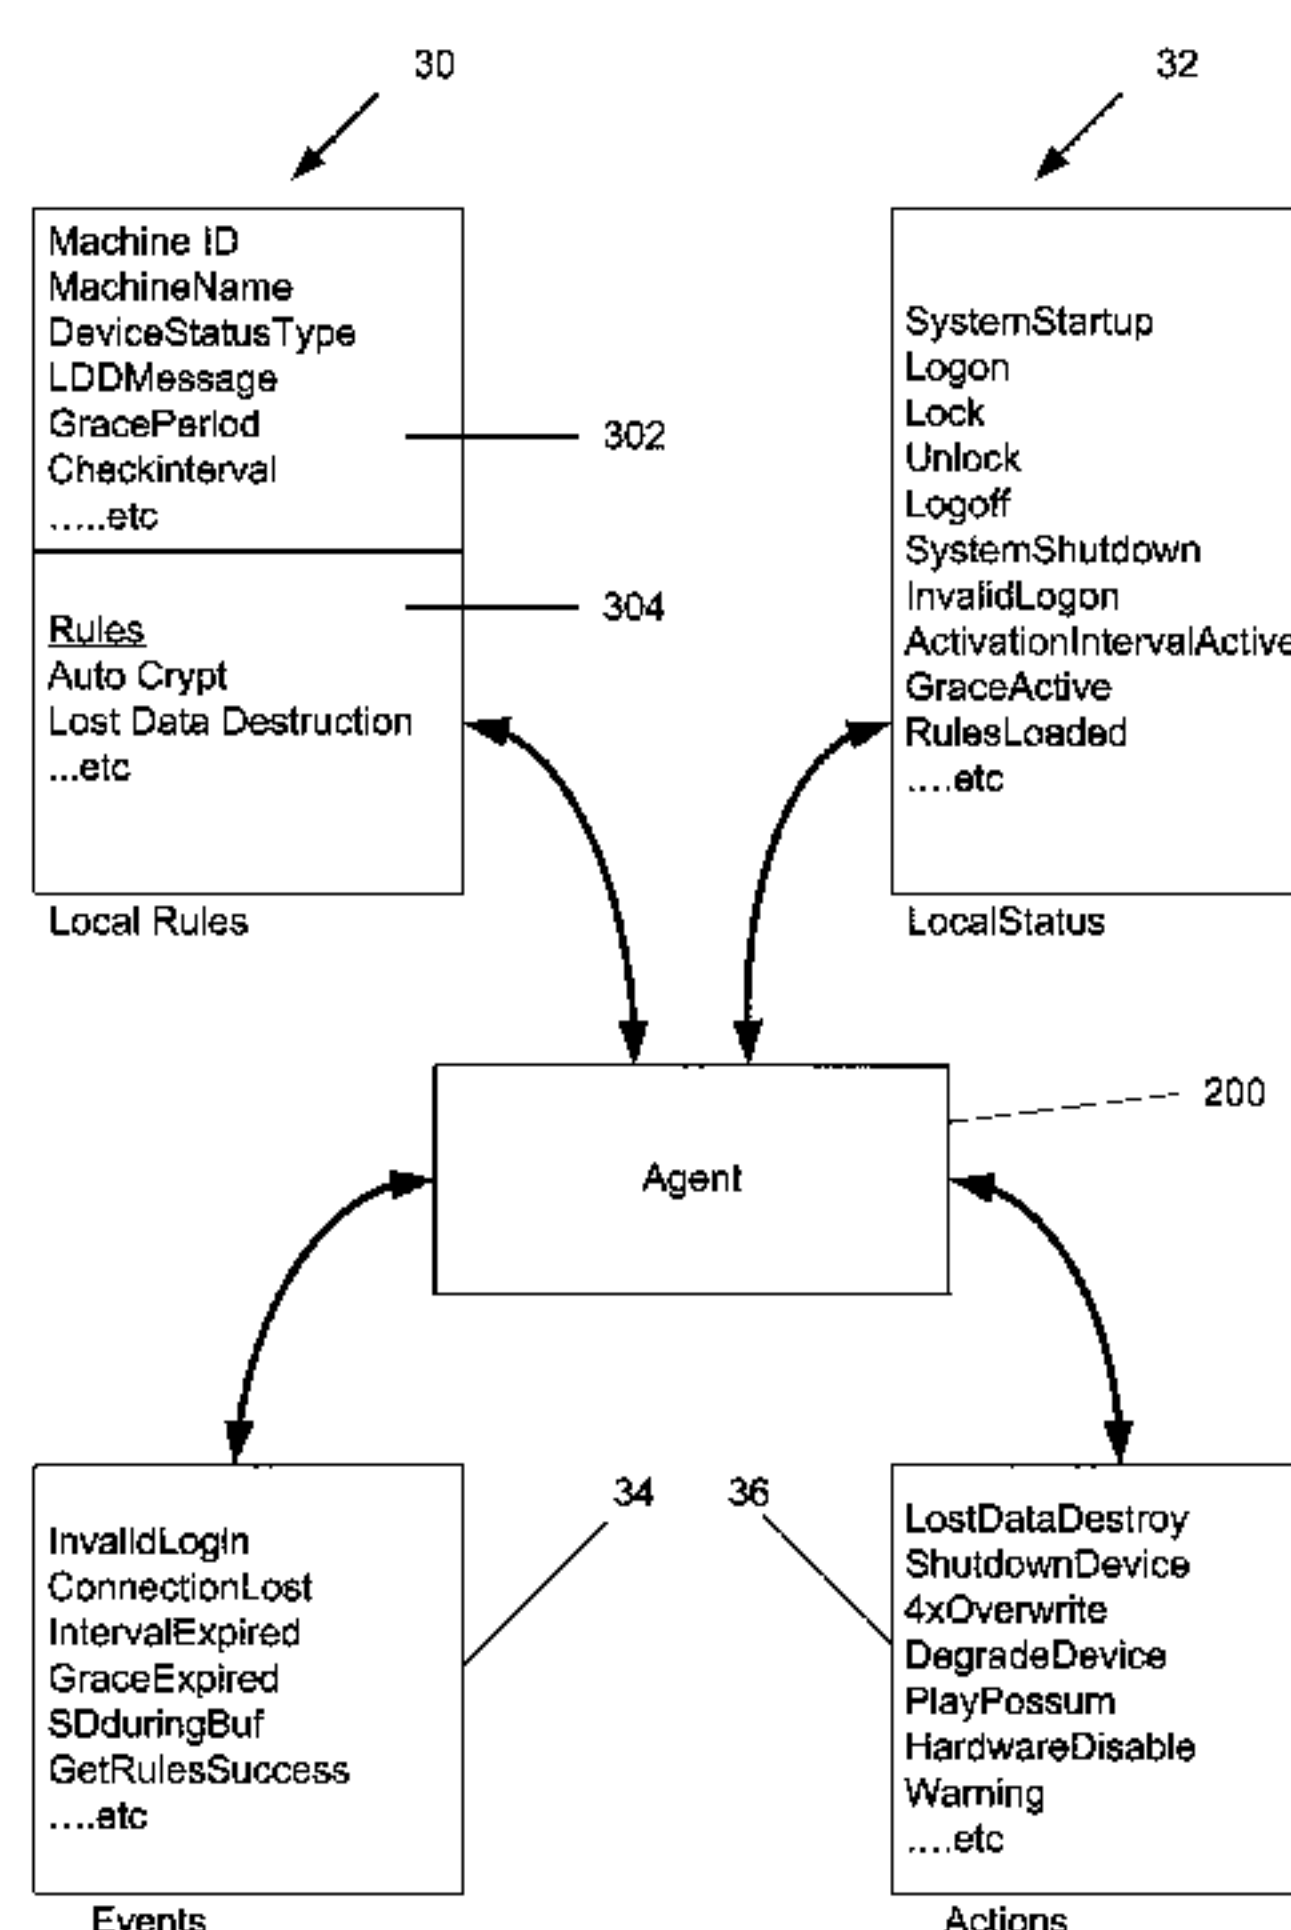 30
32
Machine ID
MachineName
DeviceStatusType
LDDMessage
GracePeriod
Checkinterval
.....etc
302
304
Rules
Auto Crypt
Lost Data Destruction
...etc
Local Rules
SystemStartup
Logon
Lock
Unlock
Logoff
SystemShutdown
InvalidLogon
ActivationIntervalActive
GraceActive
RulesLoaded
....etc
LocalStatus
Agent
200
InvalidLogin
ConnectionLost
IntervalExpired
GraceExpired
SDduringBuf
GetRulesSuccess
....etc
Events
34
36
LostDataDestroy
ShutdownDevice
4xOverwrite
DegradeDevice
PlayPossum
HardwareDisable
Warning
....etc
Actions